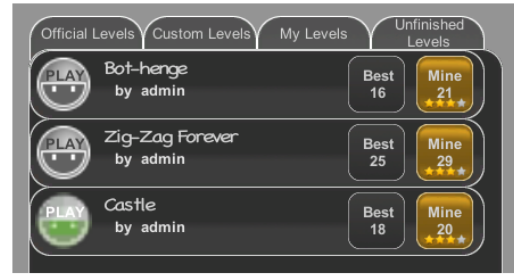 Official Levels Custom Levels My Levels Unfinished Levels
PLAY Bot-henge Best Mine
by admin 16 21
PLAY Zig-Zag Forever Best Mine
by admin 25 29
PLAY Castle Best Mine
by admin 18 20